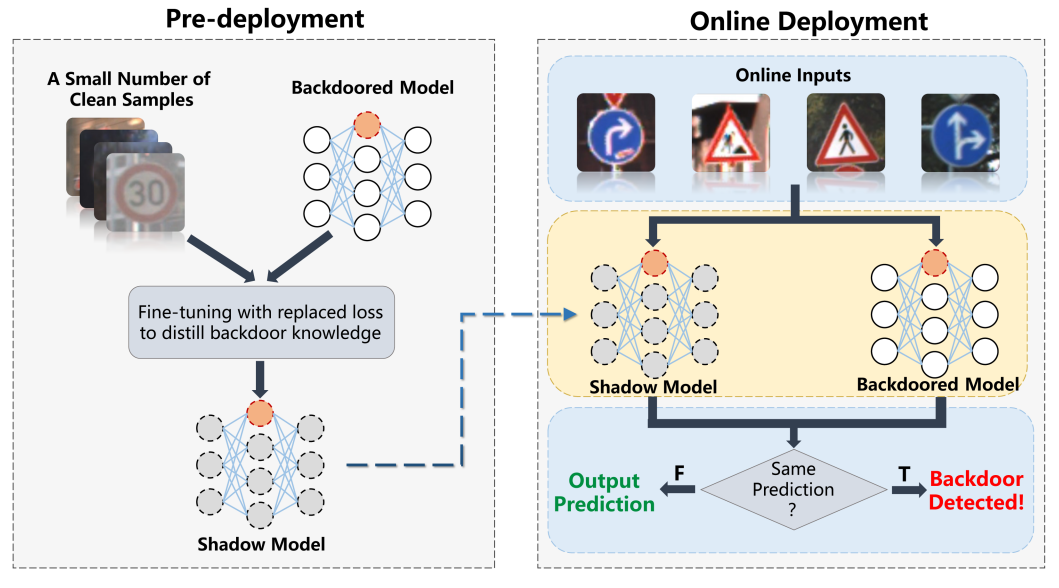 Pre-deployment
A Small Number of
Clean Samples
Backdoored Model
30
Fine-tuning with replaced loss
to distill backdoor knowledge
Shadow Model
Online Deployment
Online Inputs
Shadow Model
Backdoored Model
Same
Prediction
?
F
T
Output
Prediction
Backdoor
Detected!